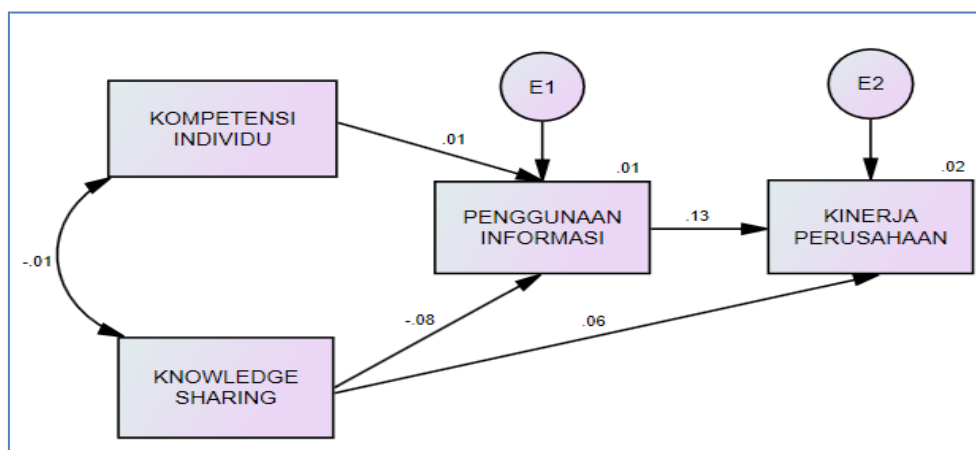 E1
E2
KOMPETENSI
INDIVIDU
.01
.01
.02
PENGGUNAAN
INFORMASI
.13
KINERJA
PERUSAHAAN
-.01
-.08
.06
KNOWLEDGE
SHARING